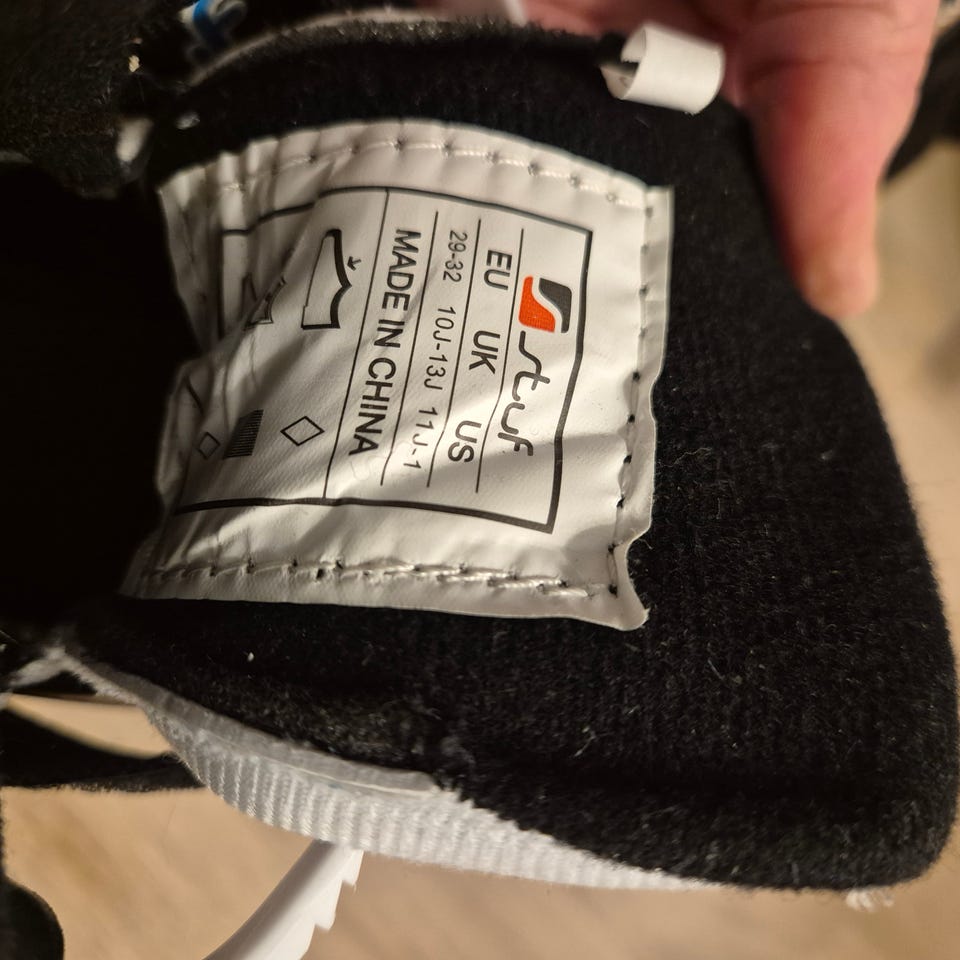 stuf
EU UK US
29-32 10J-13J 11J-1
MADE IN CHINA